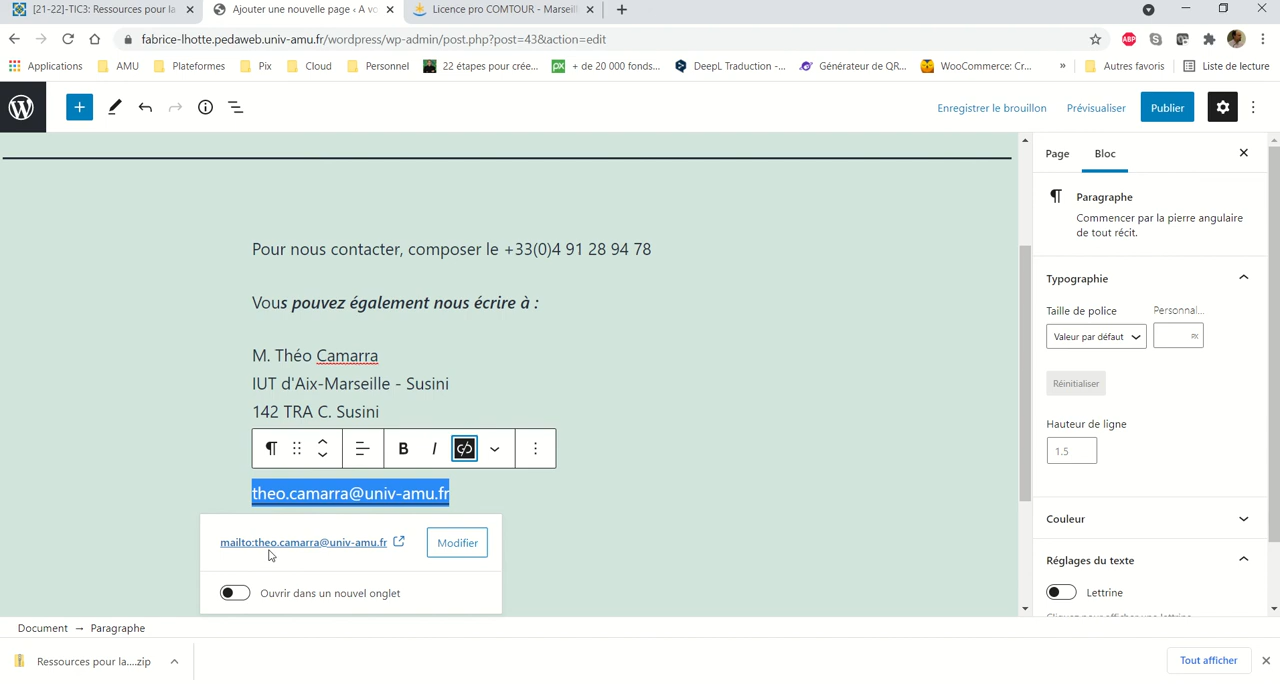 [21-22]-TIC3: Ressources pour la
Ajouter une nouvelle page ‹ A vo
Licence pro COMTOUR - Marseil
fabrice-lhotte.pedaweb.univ-amu.fr/wordpress/wp-admin/post.php?post=43&action=edit
ABP
Applications
AMU
Plateformes
Pix
Cloud
Personnel
22 étapes pour crée...
+ de 20 000 fonds...
DeepL Traduction -...
Générateur de QR...
WooCommerce: Cr...
»
Autres favoris
Liste de lecture
Enregistrer le brouillon
Prévisualiser
Publier
Page
Bloc
Paragraphe
Commencer par la pierre angulaire
de tout récit.
Pour nous contacter, composer le +33(0)4 91 28 94 78
Typographie
Vous pouvez également nous écrire à :
Taille de police
Personnal...
Valeur par défaut
PX
M. Théo Camarra
IUT d'Aix-Marseille - Susini
Réinitialiser
142 TRA C. Susini
Hauteur de ligne
B I
1.5
theo.camarra@univ-amu.fr
Couleur
mailto:theo.camarra@univ-amu.fr
Modifier
Réglages du texte
Ouvrir dans un nouvel onglet
Lettrine
Document → Paragraphe
Ressources pour la....zip
Tout afficher